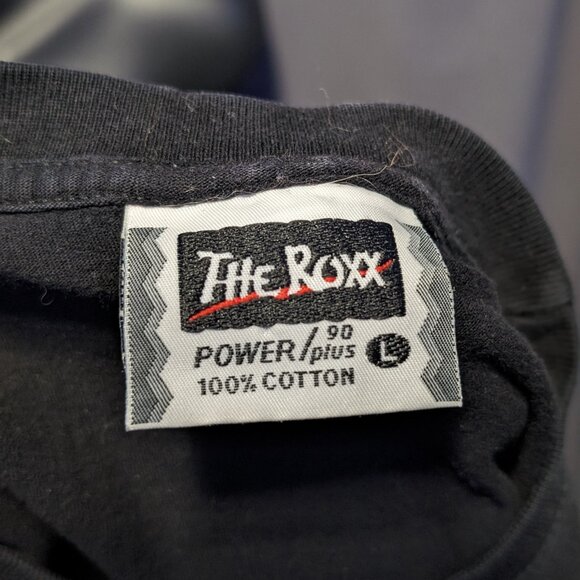 THE ROXX
POWER/90 plus L
100% COTTON